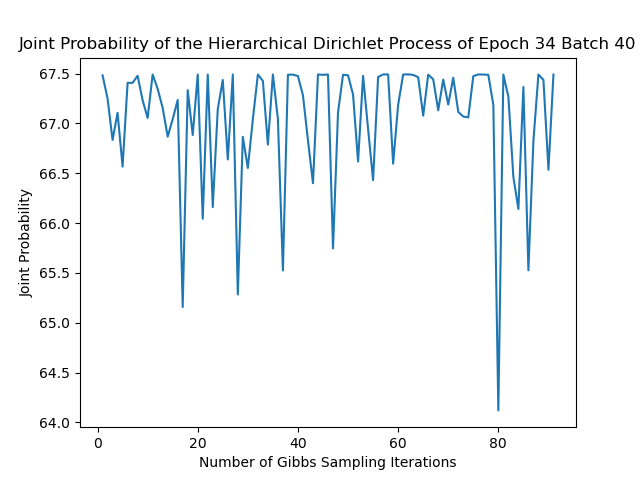 Joint Probability of the Hierarchical Dirichlet Process of Epoch 34 Batch 40
67.5
67.0
66.5
66.0
65.5
65.0
64.5
64.0
Joint Probability
0 20 40 60 80
Number of Gibbs Sampling Iterations